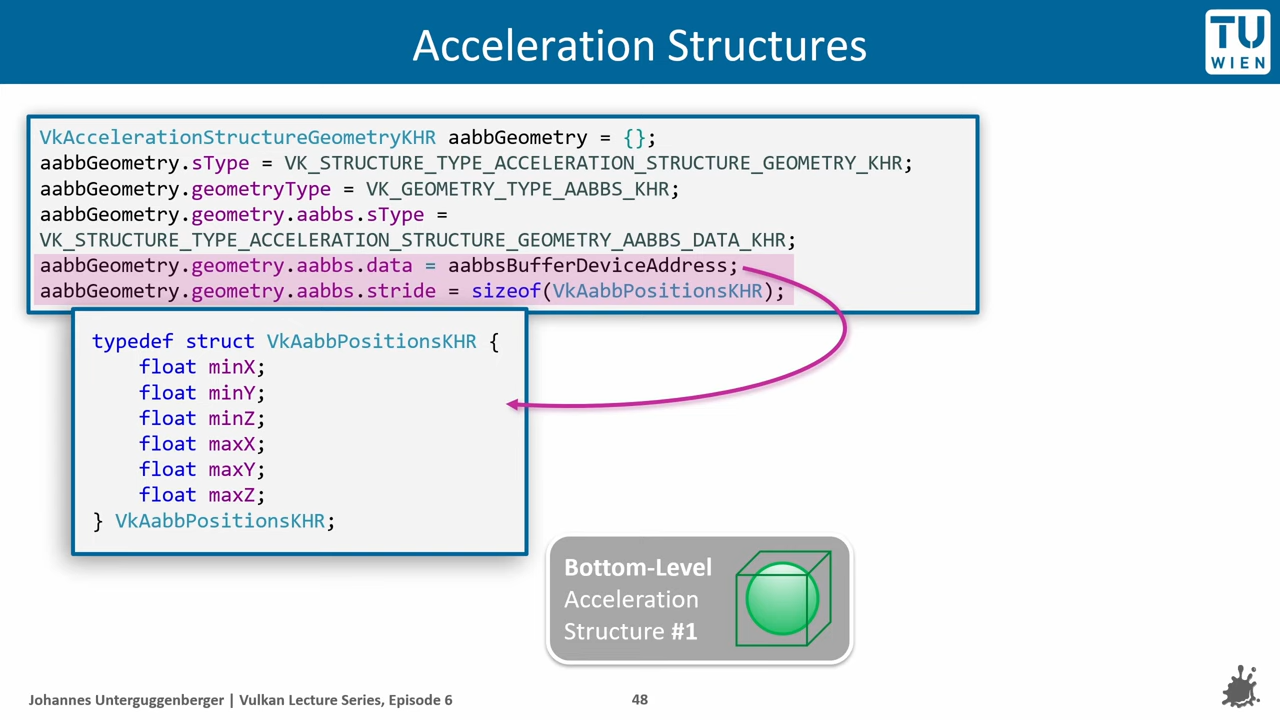 Acceleration Structures
TU
WIEN
VkAccelerationStructureGeometryKHR aabbGeometry = {};
aabbGeometry.sType = VK_STRUCTURE_TYPE_ACCELERATION_STRUCTURE_GEOMETRY_KHR;
aabbGeometry.geometryType = VK_GEOMETRY_TYPE_AABBS_KHR;
aabbGeometry.geometry.aabbs.sType =
VK_STRUCTURE_TYPE_ACCELERATION_STRUCTURE_GEOMETRY_AABBS_DATA_KHR;
aabbGeometry.geometry.aabbs.data = aabbsBufferDeviceAddress;
aabbGeometry.geometry.aabbs.stride = sizeof(VkAabbPositionsKHR);
typedef struct VkAabbPositionsKHR {
float minX;
float minY;
float minZ;
float maxX;
float maxY;
float maxZ;
} VkAabbPositionsKHR;
Bottom-Level
Acceleration
Structure #1
Johannes Unterguggenberger | Vulkan Lecture Series, Episode 6
48